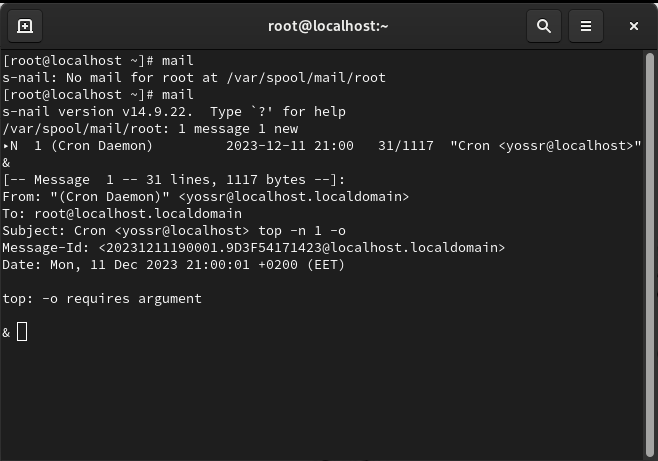 root@localhost:~
[root@localhost ~]# mail
s-nail: No mail for root at /var/spool/mail/root
[root@localhost ~]# mail
s-nail version v14.9.22.  Type `?' for help
/var/spool/mail/root: 1 message 1 new
▸N  1 (Cron Daemon)         2023-12-11 21:00   31/1117  "Cron <yossr@localhost>"
&
[-- Message  1 -- 31 lines, 1117 bytes --]:
From: "(Cron Daemon)" <yossr@localhost.localdomain>
To: root@localhost.localdomain
Subject: Cron <yossr@localhost> top -n 1 -o
Message-Id: <20231211190001.9D3F54171423@localhost.localdomain>
Date: Mon, 11 Dec 2023 21:00:01 +0200 (EET)

top: -o requires argument

&